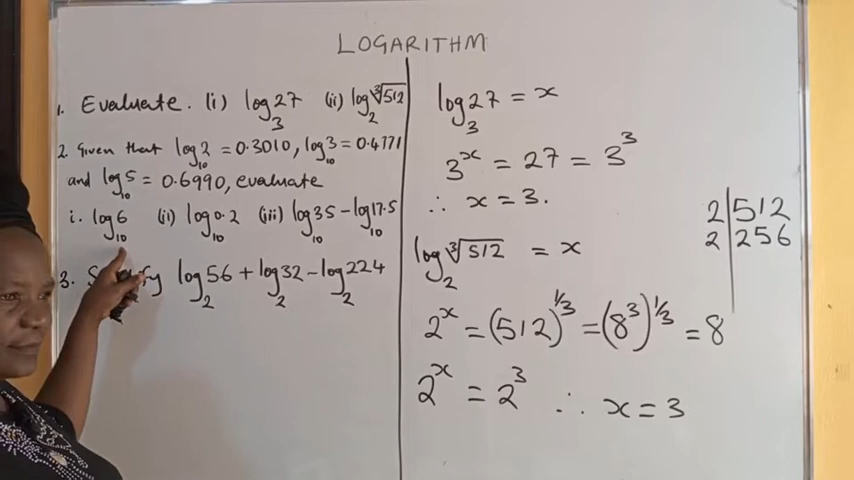 LOGARITHM
1. Evaluate. (i) log₃27 (ii) log₂∛512
2. Given that log₁₀2 = 0.3010, log₁₀3 = 0.4771
and log₁₀5 = 0.6990, evaluate
i. log₁₀6 (ii) log₁₀0.2 (iii) log₁₀35 - log₁₀17.5
3. log₂56 + log₂32 - log₂224
log₃27 = x
3ˣ = 27 = 3³
∴ x = 3.
log₂∛512 = x
2ˣ = (512)^1/3 = (8³)^1/3 = 8
2ˣ = 2³ ∴ x = 3
2 | 512
2 | 256